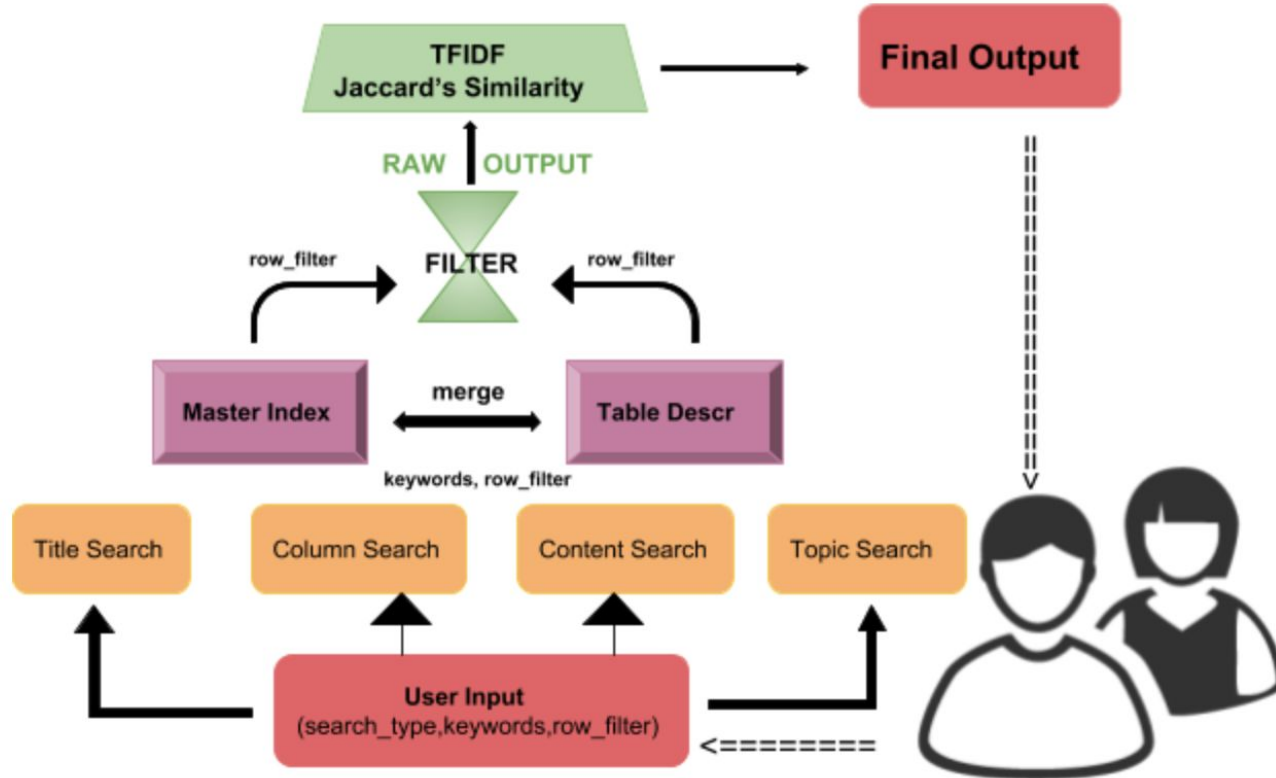 TFIDF
Jaccard's Similarity
Final Output
RAW OUTPUT
row_filter
FILTER
row_filter
Master Index
merge
Table Descr
keywords, row_filter
Title Search
Column Search
Content Search
Topic Search
User Input
(search_type,keywords,row_filter)